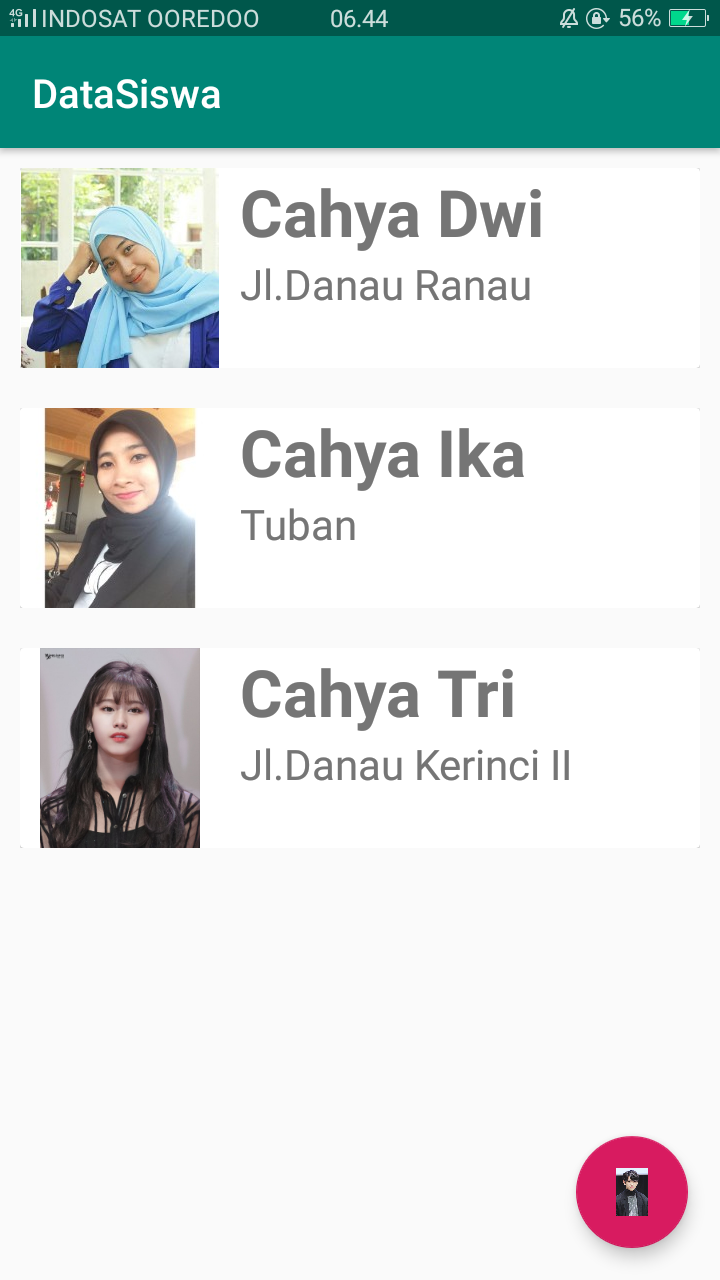 4G INDOSAT OOREDOO 06.44 56%
DataSiswa
Cahya Dwi
Jl.Danau Ranau
Cahya Ika
Tuban
Cahya Tri
Jl.Danau Kerinci II